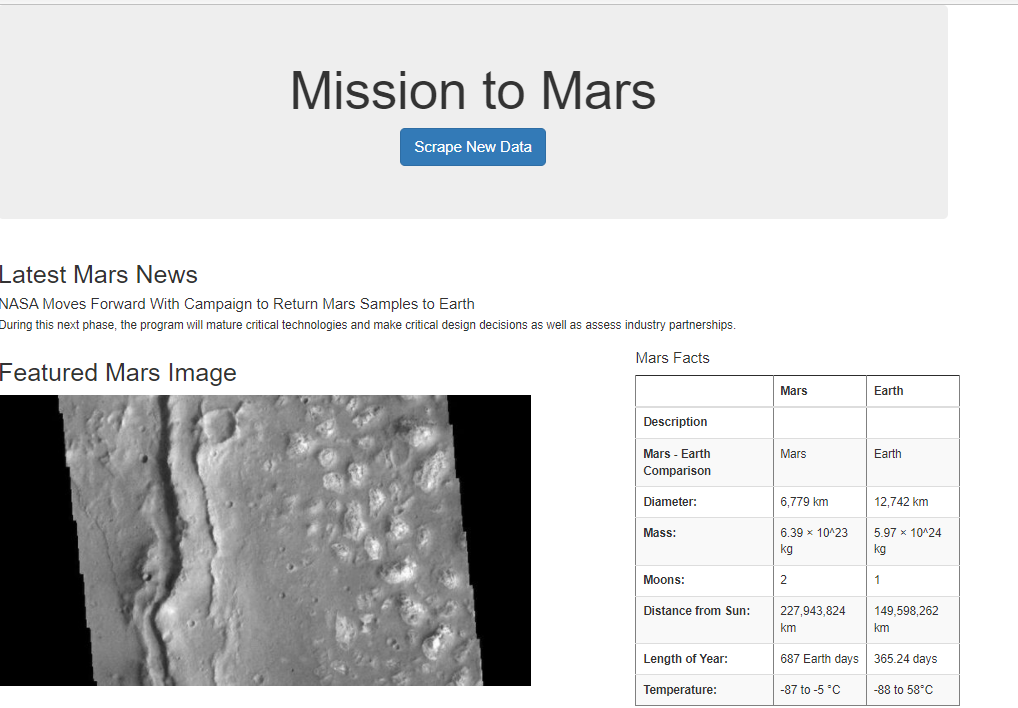 Mission to Mars
Scrape New Data
Latest Mars News
NASA Moves Forward With Campaign to Return Mars Samples to Earth
During this next phase, the program will mature critical technologies and make critical design decisions as well as assess industry partnerships.
Featured Mars Image
Mars Facts
Mars Earth
Description
Mars - Earth Mars Earth
Comparison
Diameter: 6,779 km 12,742 km
Mass: 6.39 × 10^23 5.97 × 10^24
kg kg
Moons: 2 1
Distance from Sun: 227,943,824 149,598,262
km km
Length of Year: 687 Earth days 365.24 days
Temperature: -87 to -5 °C -88 to 58°C